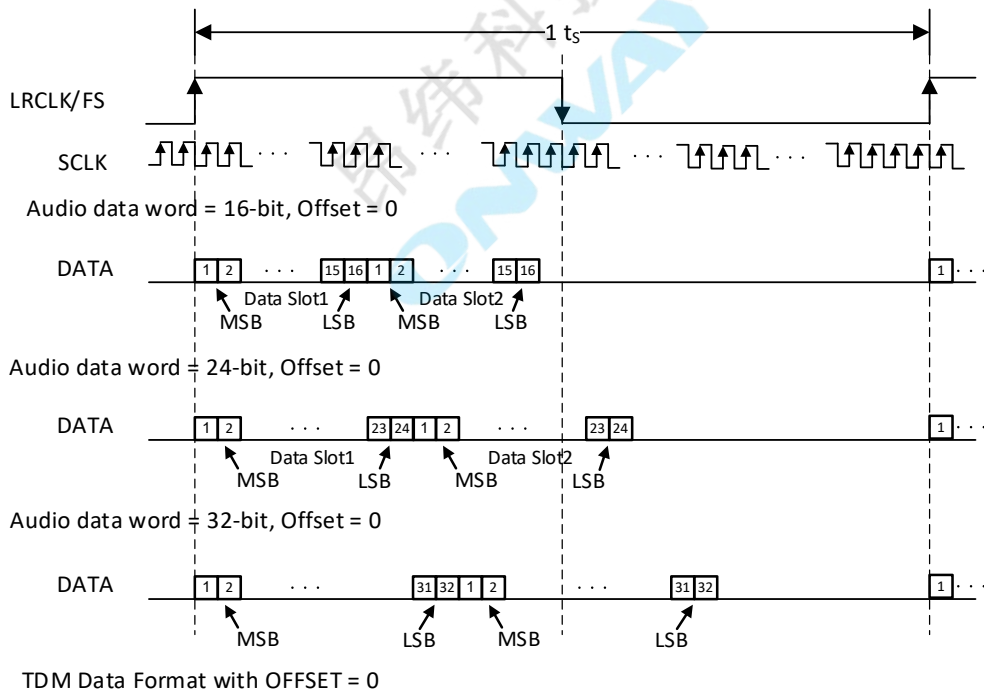 1 tS
LRCLK/FS
SCLK · · · · · · · · · · · ·
Audio data word = 16-bit, Offset = 0
DATA 1 2 · · · 15 16 1 2 · · · 15 16 1 · · ·
Data Slot1 Data Slot2
MSB LSB MSB LSB
Audio data word = 24-bit, Offset = 0
DATA 1 2 · · · 23 24 1 2 · · · 23 24 1 · · ·
Data Slot1 Data Slot2
MSB LSB MSB LSB
Audio data word = 32-bit, Offset = 0
DATA 1 2 · · · 31 32 1 2 · · · 31 32 1 · · ·
MSB LSB MSB LSB
TDM Data Format with OFFSET = 0
昂纬科
ONWAY